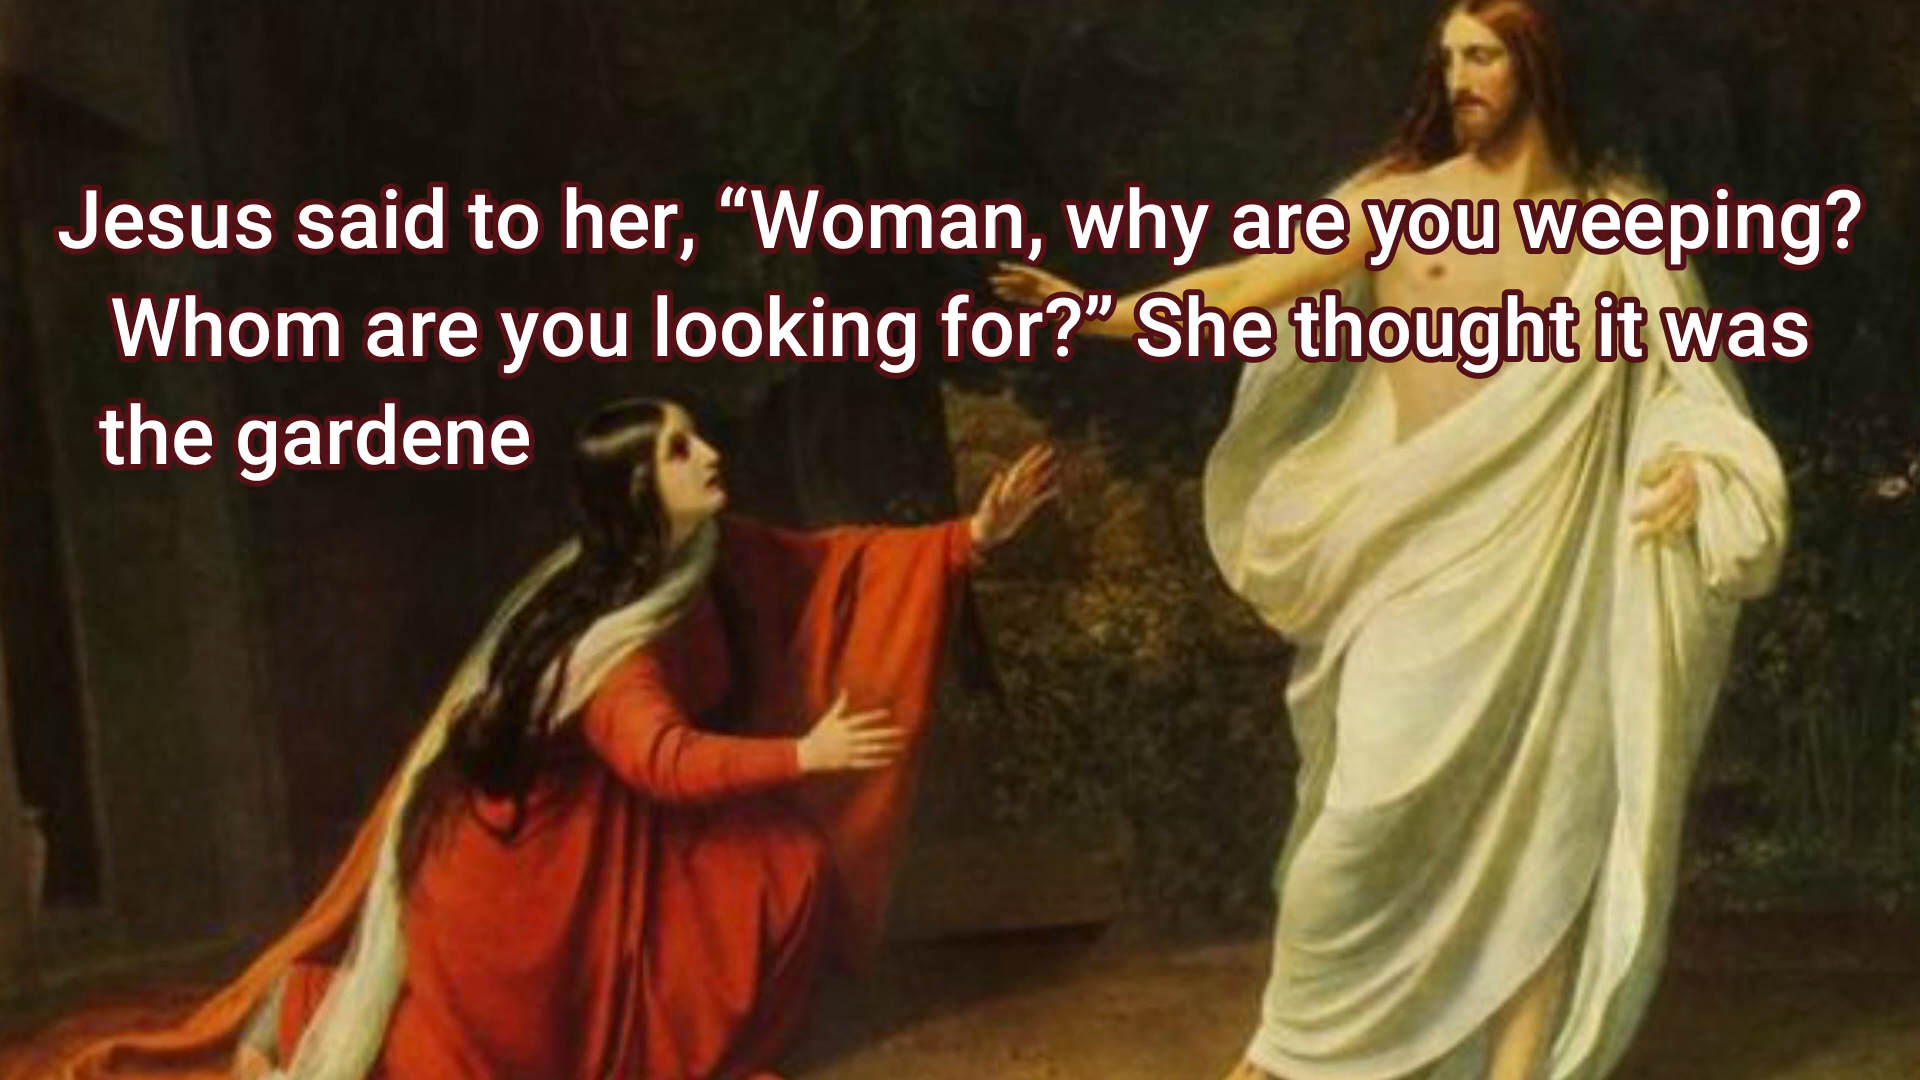 Jesus said to her, “Woman, why are you weeping?
Whom are you looking for?” She thought it was
the gardene